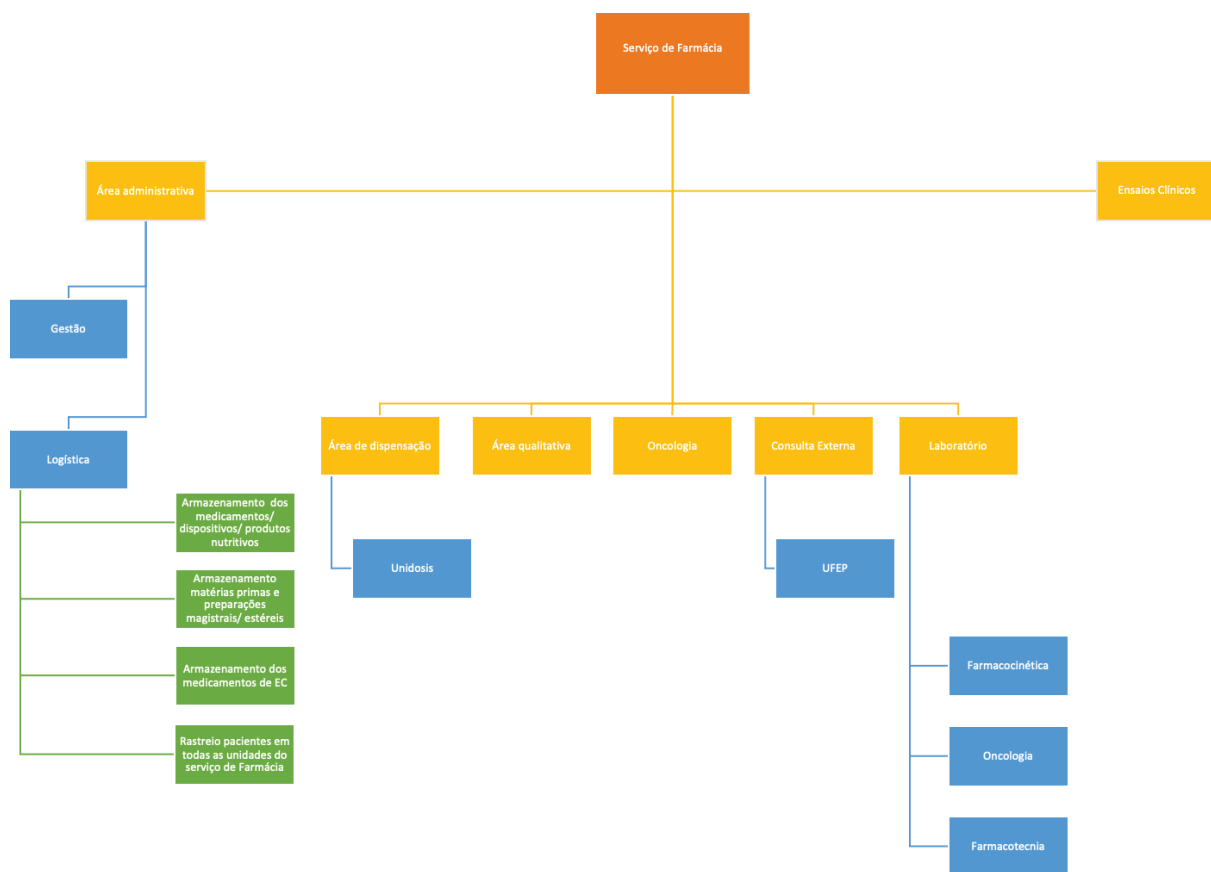 Serviço de Farmácia
Área administrativa
Ensaios Clínicos
Gestão
Logística
Área de dispensação
Área qualitativa
Oncologia
Consulta Externa
Laboratório
Armazenamento dos
medicamentos/
dispositivos/ produtos
nutritivos
Unidosis
UFEP
Armazenamento
matérias primas e
preparações
magistrais/ estéreis
Armazenamento dos
medicamentos de EC
Farmacocinética
Rastreio pacientes em
todas as unidades do
serviço de Farmácia
Oncologia
Farmacotecnia